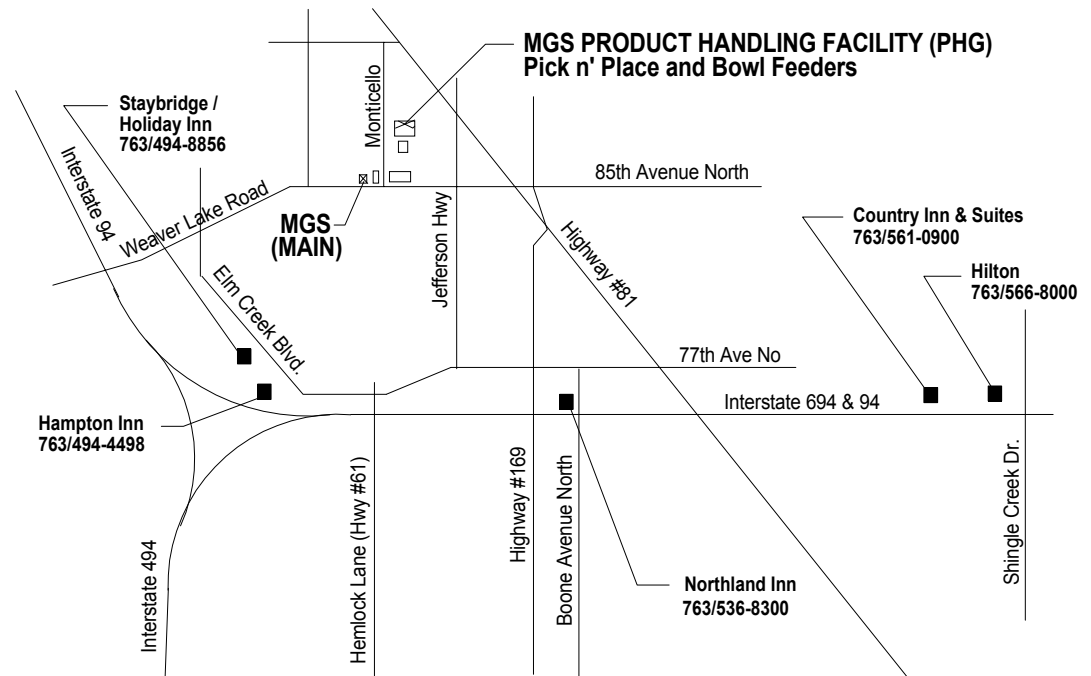 MGS PRODUCT HANDLING FACILITY (PHG)
Pick n' Place and Bowl Feeders
Staybridge /
Holiday Inn
763/494-8856
Monticello
Interstate 94
85th Avenue North
Weaver Lake Road
MGS
(MAIN)
Jefferson Hwy
Highway #81
Country Inn & Suites
763/561-0900
Hilton
763/566-8000
Elm Creek Blvd.
77th Ave No
Interstate 694 & 94
Hampton Inn
763/494-4498
Hemlock Lane (Hwy #61)
Highway #169
Boone Avenue North
Shingle Creek Dr.
Interstate 494
Northland Inn
763/536-8300